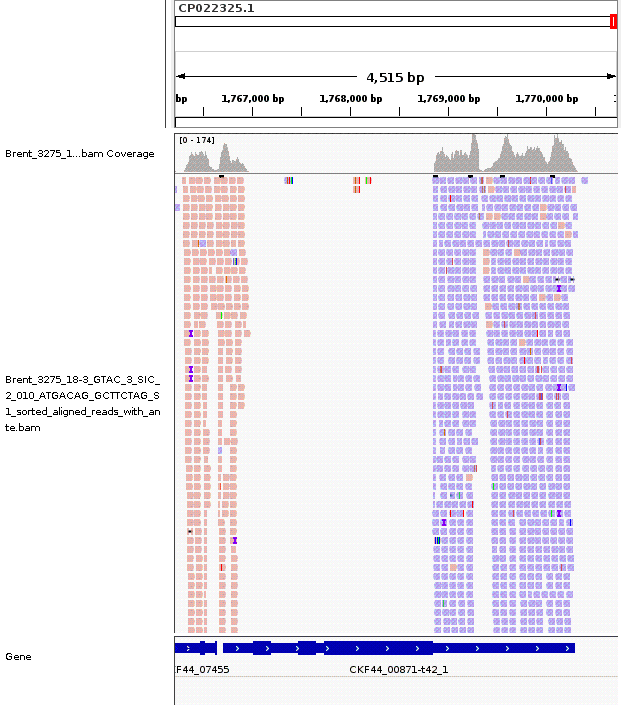 CP022325.1
4,515 bp
bp
1,767,000 bp
1,768,000 bp
1,769,000 bp
1,770,000 bp
[0 - 174]
Brent_3275_1...bam Coverage
Brent_3275_18-3_GTAC_3_SIC_
2_010_ATGACAG_GCTTCTAG_S
1_sorted_aligned_reads_with_an
te.bam
Gene
F44_07455
CKF44_00871-t42_1